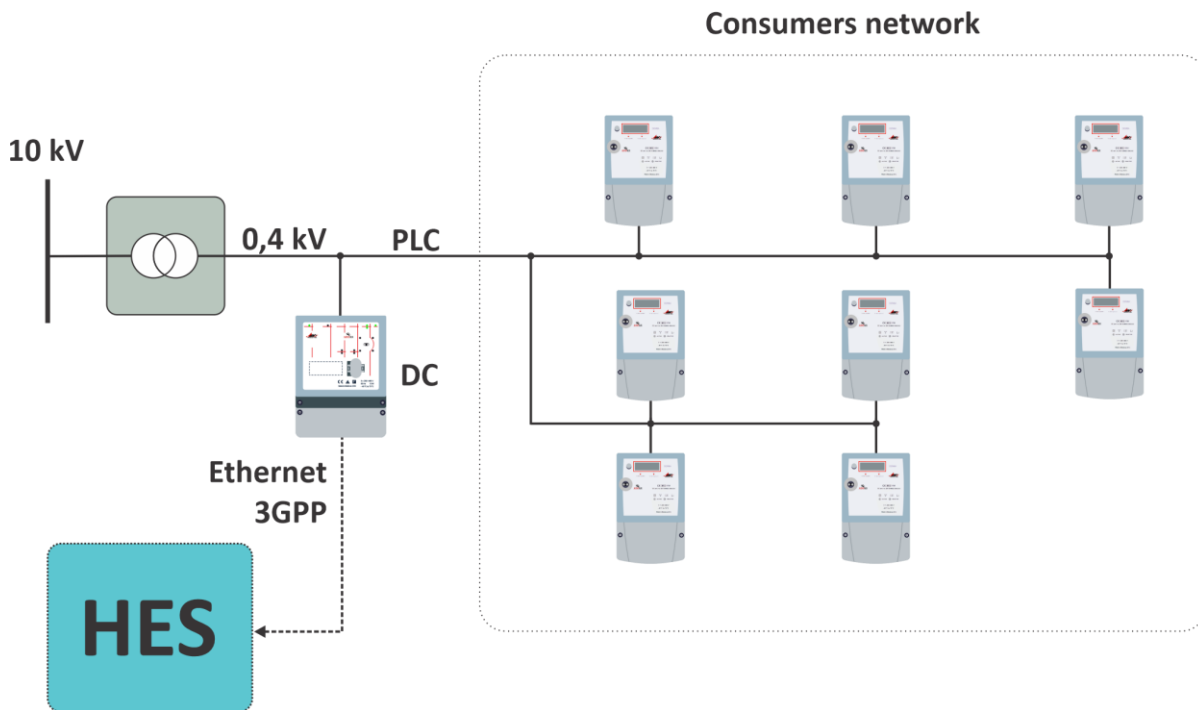 Consumers network
10 kV
0,4 kV
PLC
DC
Ethernet
3GPP
HES